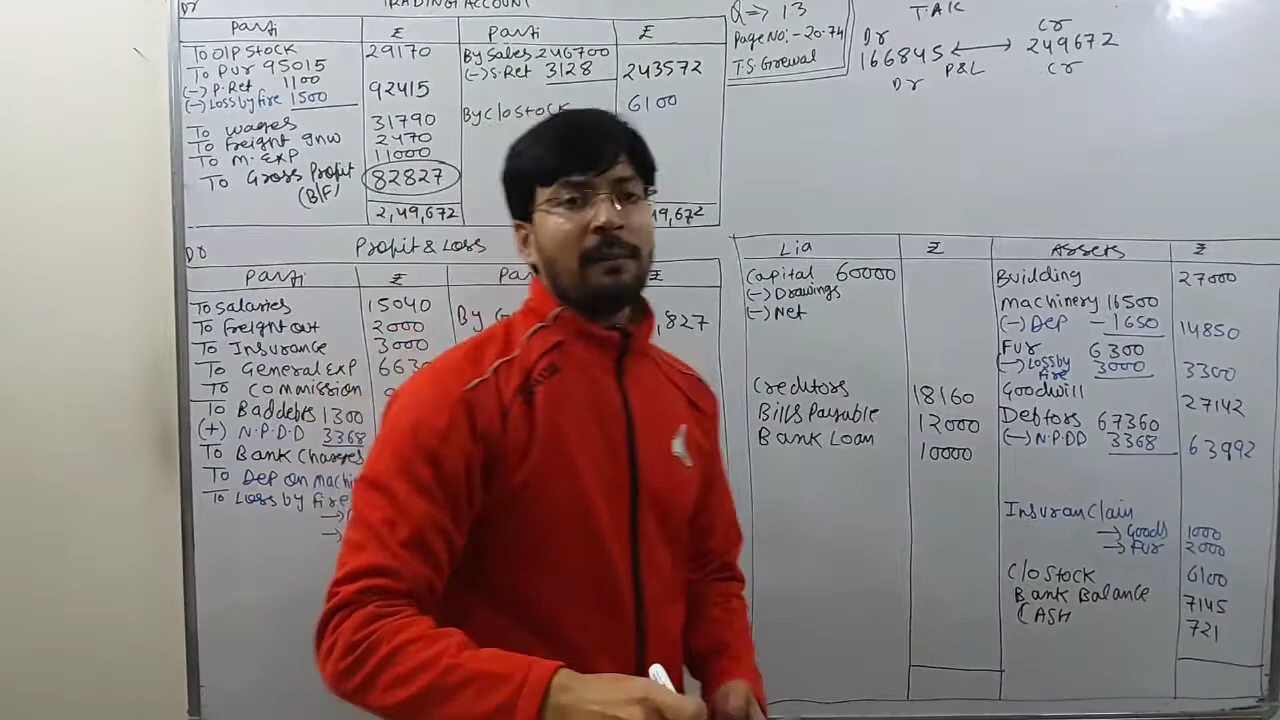 Dr TRADING ACCOUNT
Parti ₹ Parti ₹
To O/P STOCK 29170 By Sales 246700
To Pur 95015 (-) S.Ret 3128 243572
(-) P.Ret 1100
(-) Loss by fire 1500 92415 By C/o Stock 6100
To wages 31790
To Freight Inw 2470
To M. EXP 11000
To Gross Profit 82827
(B/F)
2,49,672 49,672
Q⇒ 13
Page No:- 20.74
T.S Grewal
T.A/C
Dr Cr
166845 ↔ 249672
Dr P&L Cr
Dr Profit & Loss
Parti ₹ Par ₹
To Salaries 15040 By G ,827
To Freight out 2000
To Insurance 3000
To General EXP 663
To Commission
To Bad debts 1300
(+) N.P.D.D 3368
To Bank Charges
To Dep on machi
To Loss by fire
→
→
Lia ₹ Assets ₹
Capital 60000 Building 27000
(-) Drawings machinery 16500
(-) Net (-) Dep - 1650 14850
Fur 6300
(-) Loss by fire 3000 3300
Creditors 18160 Goodwill 27142
Bills Payable 12000 Debtors 67360
Bank Loan 10000 (-) N.P.DD 3368 63992
Insuran Claim
→ Goods 1000
→ Fur 2000
C/o Stock 6100
Bank Balance 7145
CASH 721